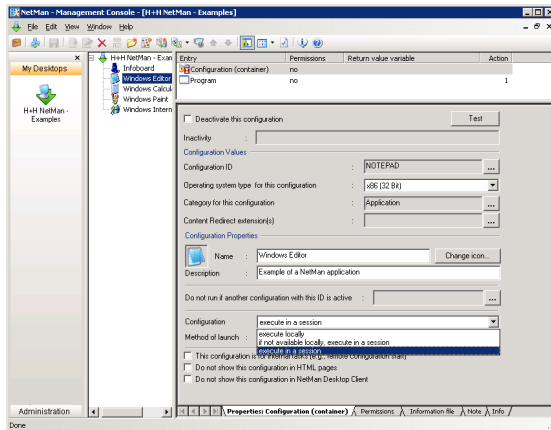 NetMan - Management Console - [H+H NetMan - Examples]
File Edit View Window Help
My Desktops
H+H NetMan - Examples
H+H NetMan - Exan
Infoboard
Windows Editor
Windows Calcul
Windows Paint
Windows Intern
Entry Permissions Return value variable Action
Configuration (container) no
Program no 1
Deactivate this configuration Test
Inactivity :
Configuration Values
Configuration ID : NOTEPAD ...
Operating system type for this configuration : x86 (32 Bit)
Category for this configuration : Application ...
Content Redirect extension(s) : ...
Configuration Properties
Name : Windows Editor Change icon...
Description : Example of a NetMan application
Do not run if another configuration with this ID is active : ...
Configuration execute in a session
Method of launch : execute locally
if not available locally, execute in a session
execute in a session
This configuration is for internal tasks (e.g., remote configuration start)
Do not show this configuration in HTML pages
Do not show this configuration in NetMan Desktop Client
Administration
Properties: Configuration (container) Permissions Information file Note Info
Done